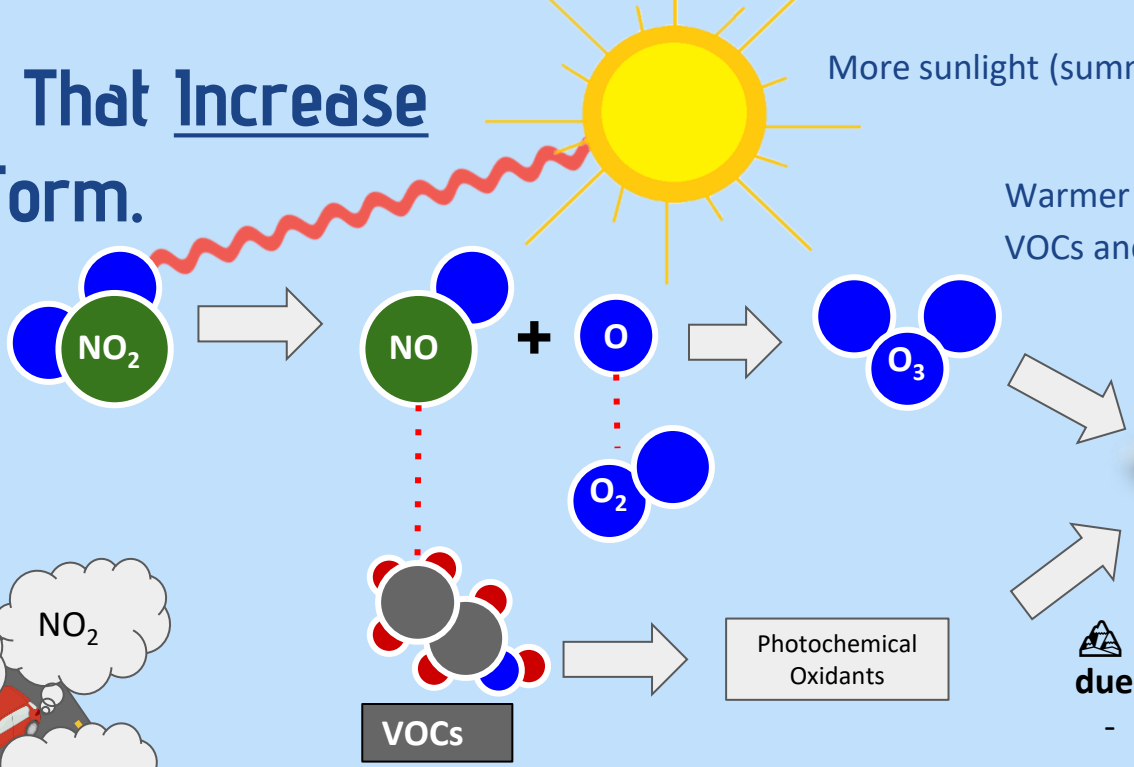 That Increase
Form.
More sunlight (summ
Warmer
VOCs and
NO₂
NO
+
O
O₃
O₂
NO₂
VOCs
Photochemical
Oxidants
due
-